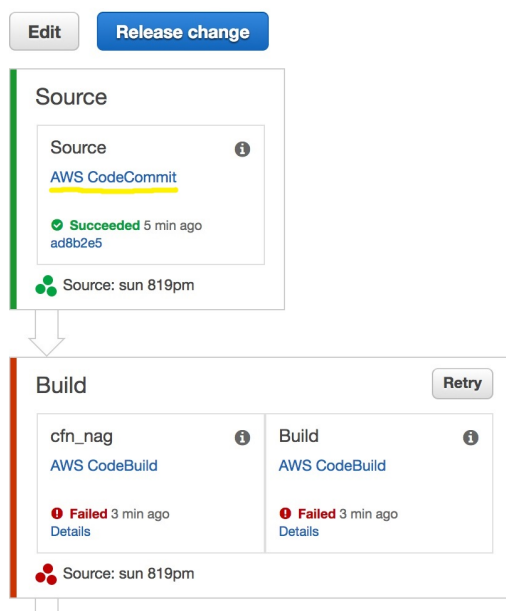 Edit Release change
Source
Source
AWS CodeCommit
Succeeded 5 min ago
ad8b2e5
Source: sun 819pm
Build Retry
cfn_nag
AWS CodeBuild
Failed 3 min ago
Details
Build
AWS CodeBuild
Failed 3 min ago
Details
Source: sun 819pm